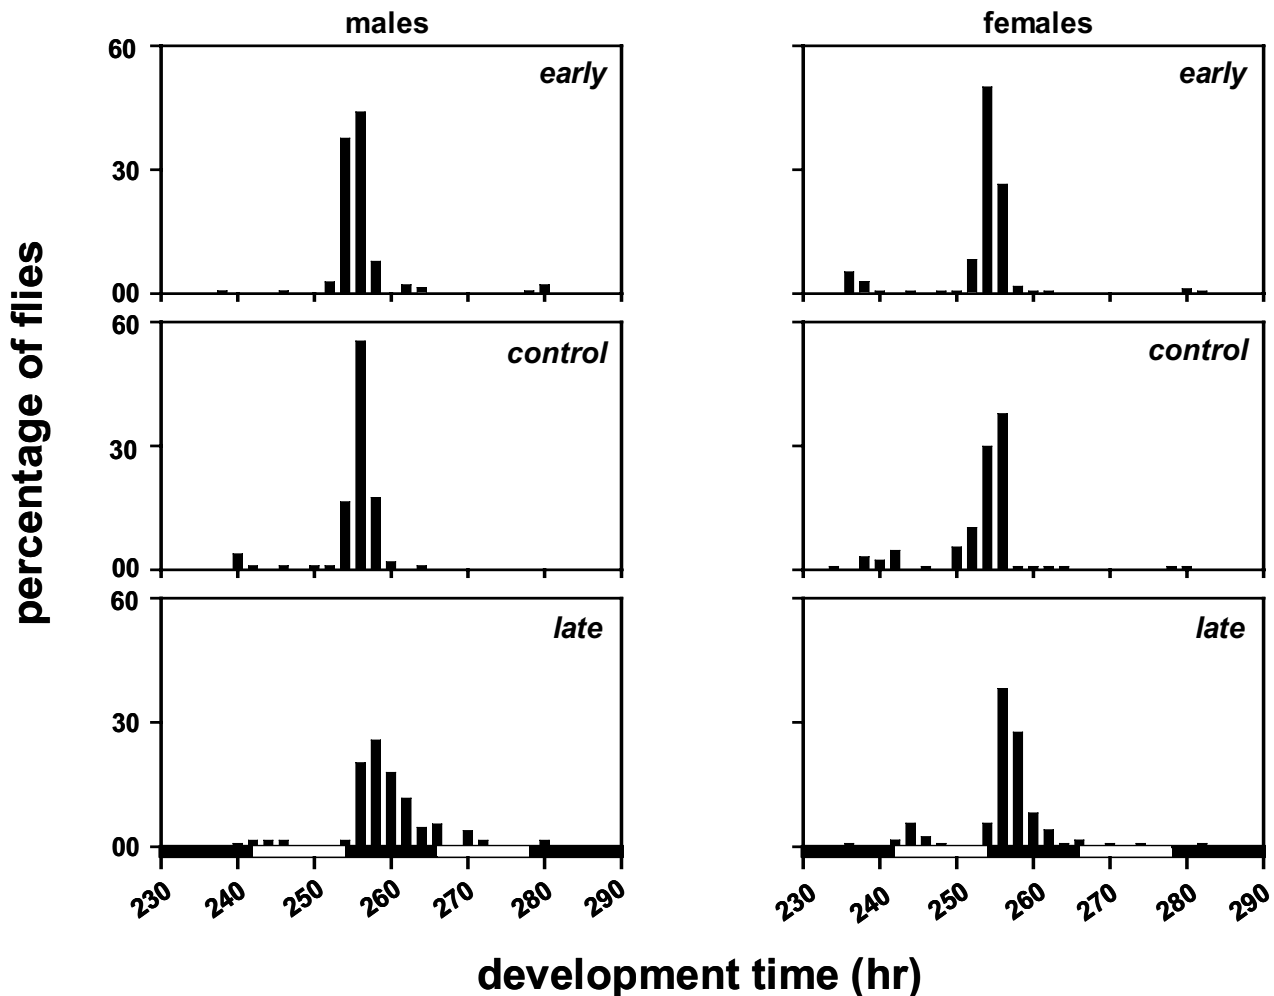 males
females
60
early
early
30
00
60
control
control
30
00
60
late
late
30
00
230 240 250 260 270 280 290
230 240 250 260 270 280 290
percentage of flies
development time (hr)